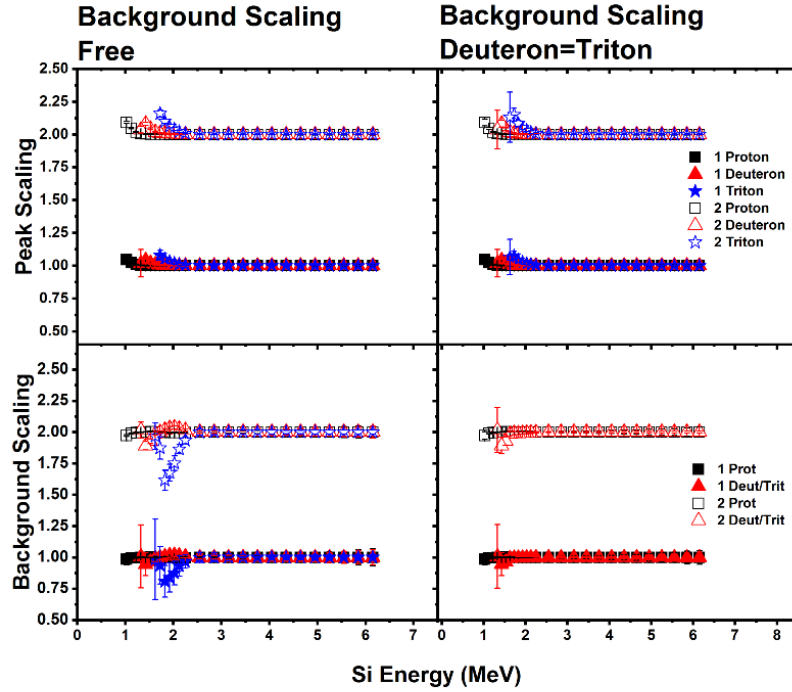 Background Scaling
Free
Background Scaling
Deuteron=Triton
Peak Scaling
2.50
2.25
2.00
1.75
1.50
1.25
1.00
0.75
0.50
1 Proton
1 Deuteron
1 Triton
2 Proton
2 Deuteron
2 Triton
Background Scaling
2.50
2.25
2.00
1.75
1.50
1.25
1.00
0.75
0.50
1 Prot
1 Deut/Trit
2 Prot
2 Deut/Trit
0 1 2 3 4 5 6 7
0 1 2 3 4 5 6 7 8
Si Energy (MeV)